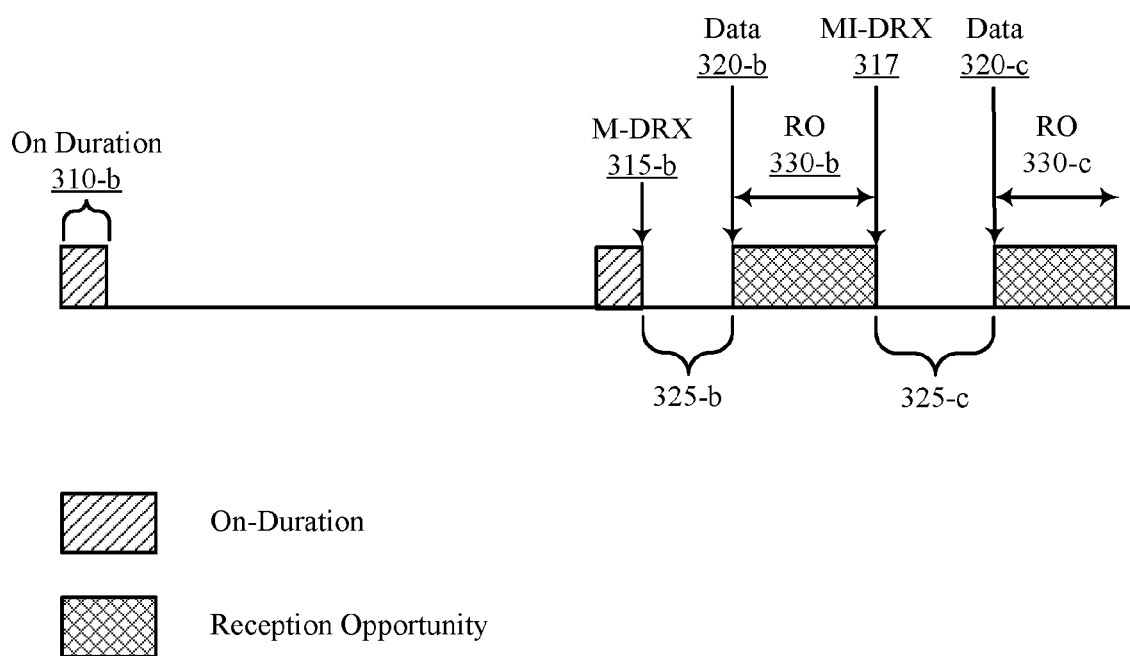 Data
320-b
MI-DRX
317
Data
320-c
On Duration
310-b
M-DRX
315-b
RO
330-b
RO
330-c
325-b
325-c
On-Duration
Reception Opportunity